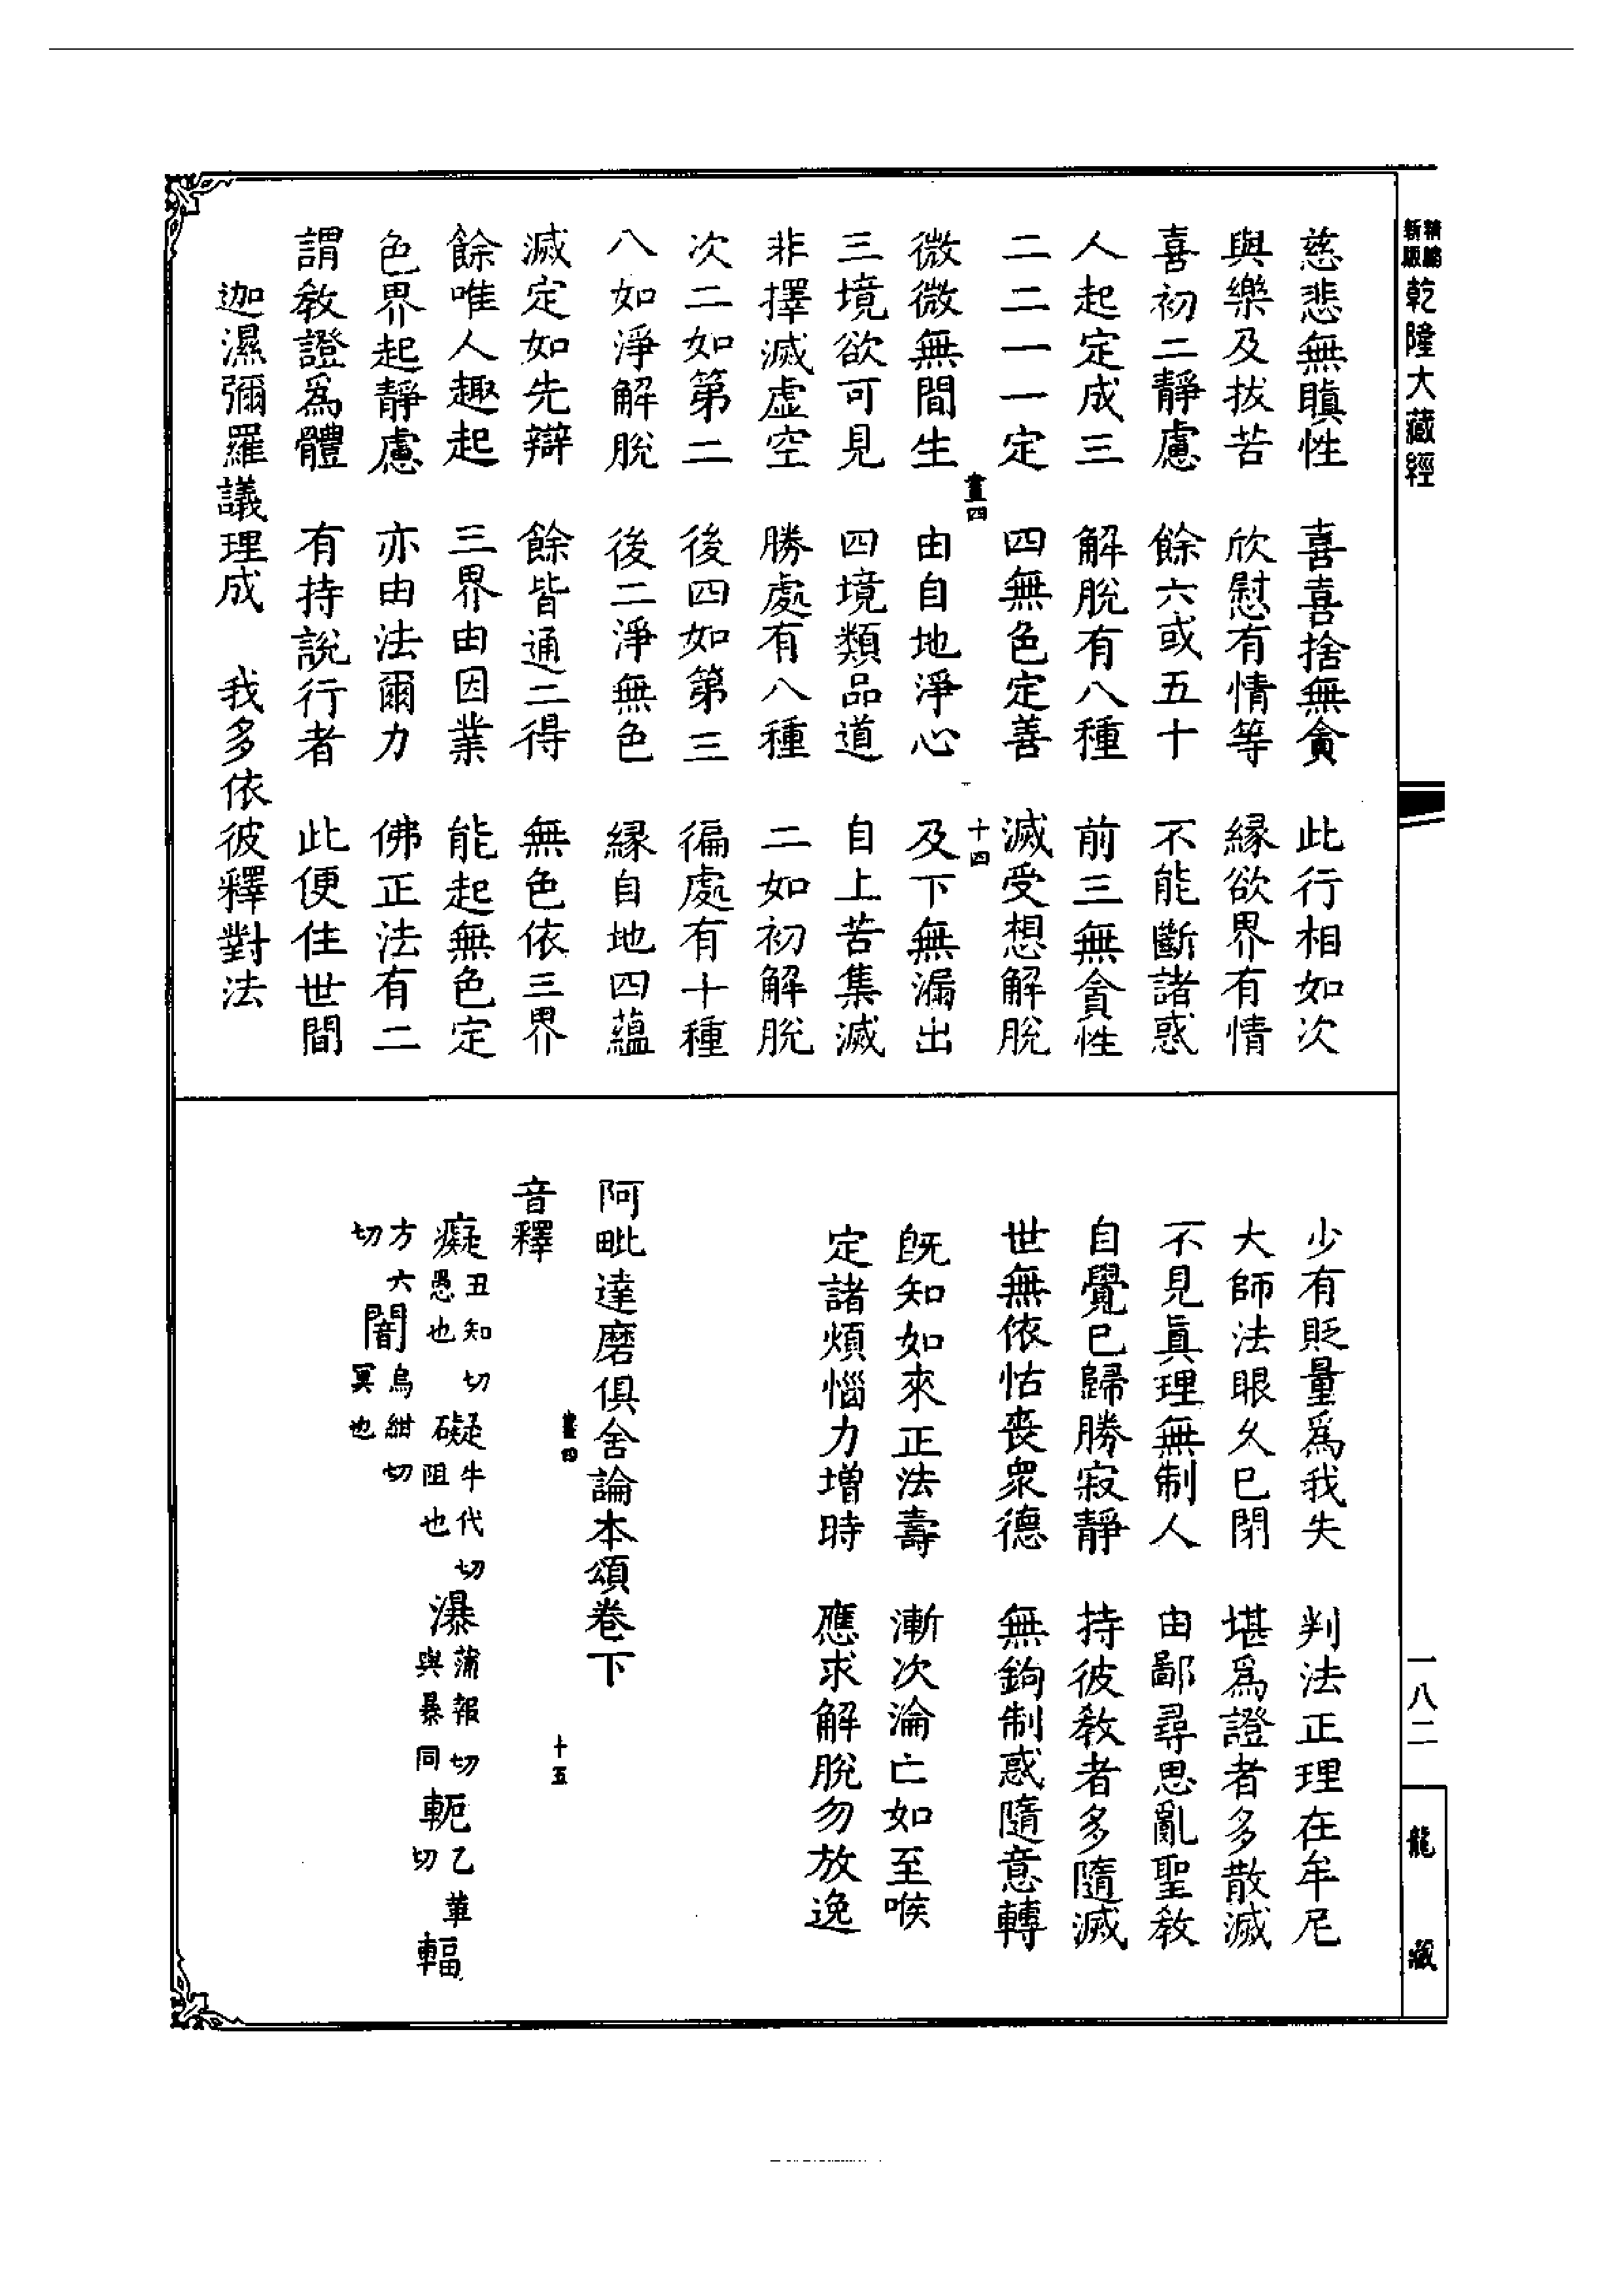 新編
縮版
乾隆大藏經
一八二
龍藏
慈悲無瞋性　喜喜捨無貪　此行相如次
與樂及拔苦　欣慰有情等　緣欲界有情
喜初二靜慮　餘六或五十　不能斷諸惑
人起定成三　解脫有八種　前三無貪性
二二一一定　四無色定善　滅受想解脫
畫四
十四
微微無間生　由自地淨心　及下無漏出
三境欲可見　四境類品道　自上苦集滅
非擇滅虛空　勝處有八種　二如初解脫
次二如第二　後四如第三　徧處有十種
八如淨解脫　後二淨無色　緣自地四蘊
滅定如先辯　餘皆通二得　無色依三界
餘唯人趣起　三界由因業　能起無色定
色界起靜慮　亦由法爾力　佛正法有二
謂敎證爲體　有持說行者　此便住世間
迦濕彌羅議理成　我多依彼釋對法
少有貶量爲我失　判法正理在牟尼
大師法眼久已閉　堪爲證者多散滅
不見眞理無制人　由鄙尋思亂聖敎
自覺已歸勝寂靜　持彼敎者多隨滅
世無依怙喪衆德　無鉤制惑隨意轉
旣知如來正法壽　漸次淪亡如至喉
定諸煩惱力增時　應求解脫勿放逸
阿毗達磨俱舍論本頌卷下
畫四
十五
音釋
癡丑知切愚也　礙牛代切阻也　瀑蒲報切與暴同　軛乙革切　輻
方六切　闇烏紺切冥也